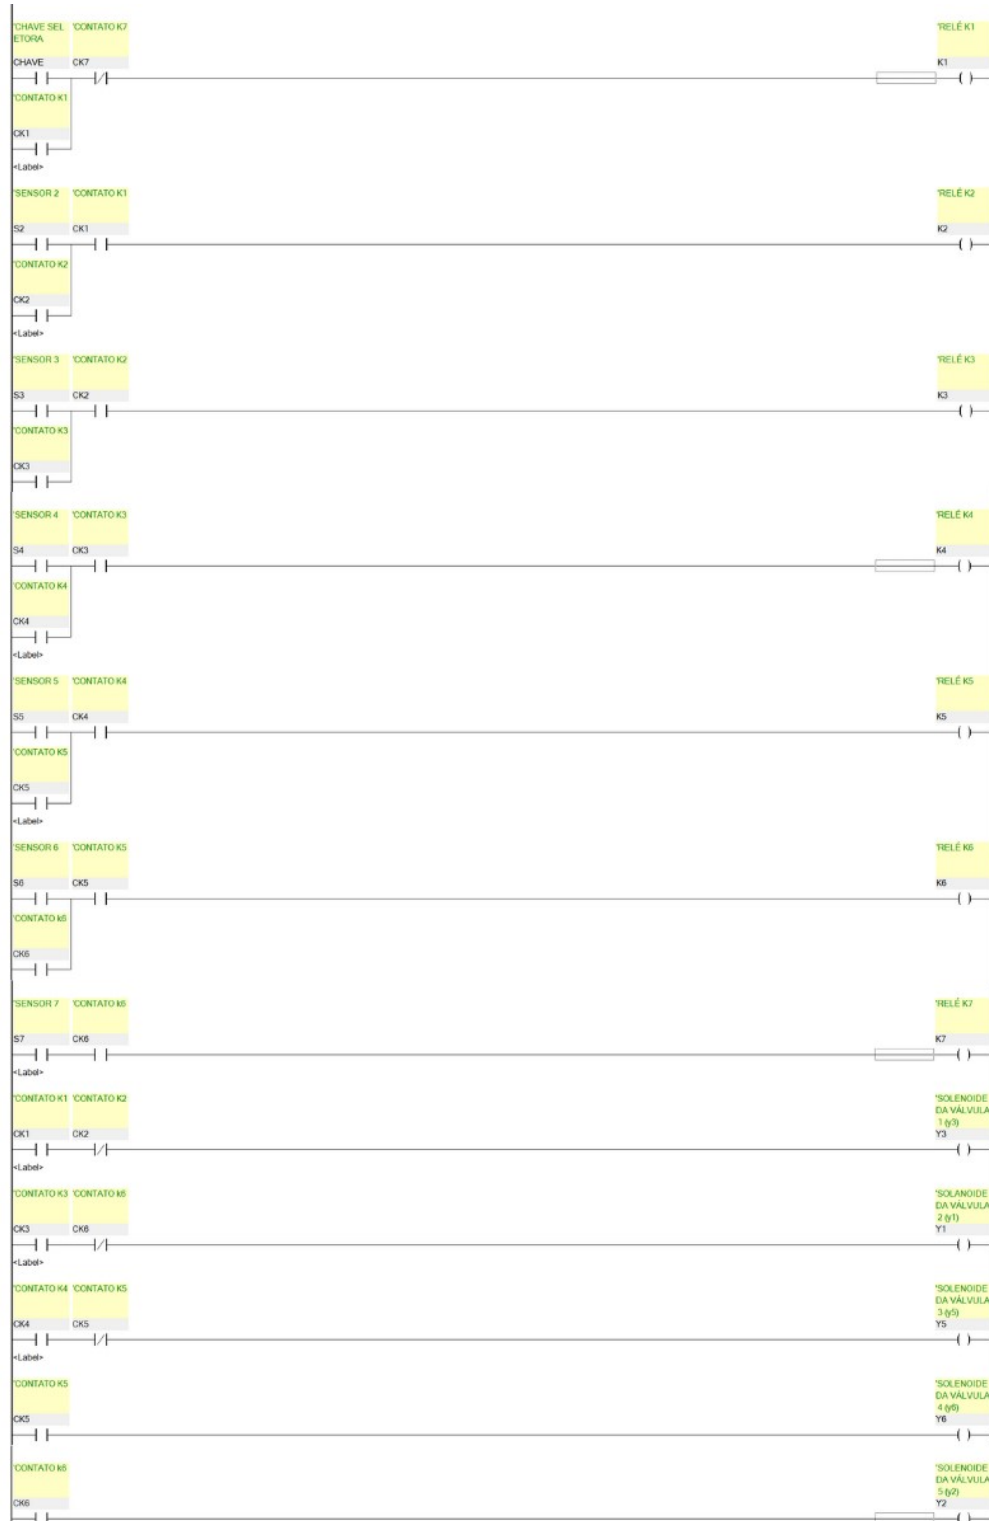 'CHAVE SEL 'CONTATO K7 'RELÉ K1
ETORA
CHAVE CK7 K1
'CONTATO K1
CK1
<Label>
'SENSOR 2 'CONTATO K1 'RELÉ K2
S2 CK1 K2
'CONTATO K2
CK2
<Label>
'SENSOR 3 'CONTATO K2 'RELÉ K3
S3 CK2 K3
'CONTATO K3
CK3
'SENSOR 4 'CONTATO K3 'RELÉ K4
S4 CK3 K4
'CONTATO K4
CK4
<Label>
'SENSOR 5 'CONTATO K4 'RELÉ K5
S5 CK4 K5
'CONTATO K5
CK5
<Label>
'SENSOR 6 'CONTATO K5 'RELÉ K6
S6 CK5 K6
'CONTATO k6
CK6
'SENSOR 7 'CONTATO k6 'RELÉ K7
S7 CK6 K7
<Label>
'CONTATO K1 'CONTATO K2 'SOLENOIDE
DA VÁLVULA
1 (y3)
CK1 CK2 Y3
<Label>
'CONTATO K3 'CONTATO k6 'SOLANOIDE
DA VÁLVULA
2 (y1)
CK3 CK6 Y1
<Label>
'CONTATO K4 'CONTATO K5 'SOLENOIDE
DA VÁLVULA
3 (y5)
CK4 CK5 Y5
<Label>
'CONTATO K5 'SOLENOIDE
DA VÁLVULA
4 (y6)
CK5 Y6
'CONTATO k6 'SOLENOIDE
DA VÁLVULA
5 (y2)
CK6 Y2